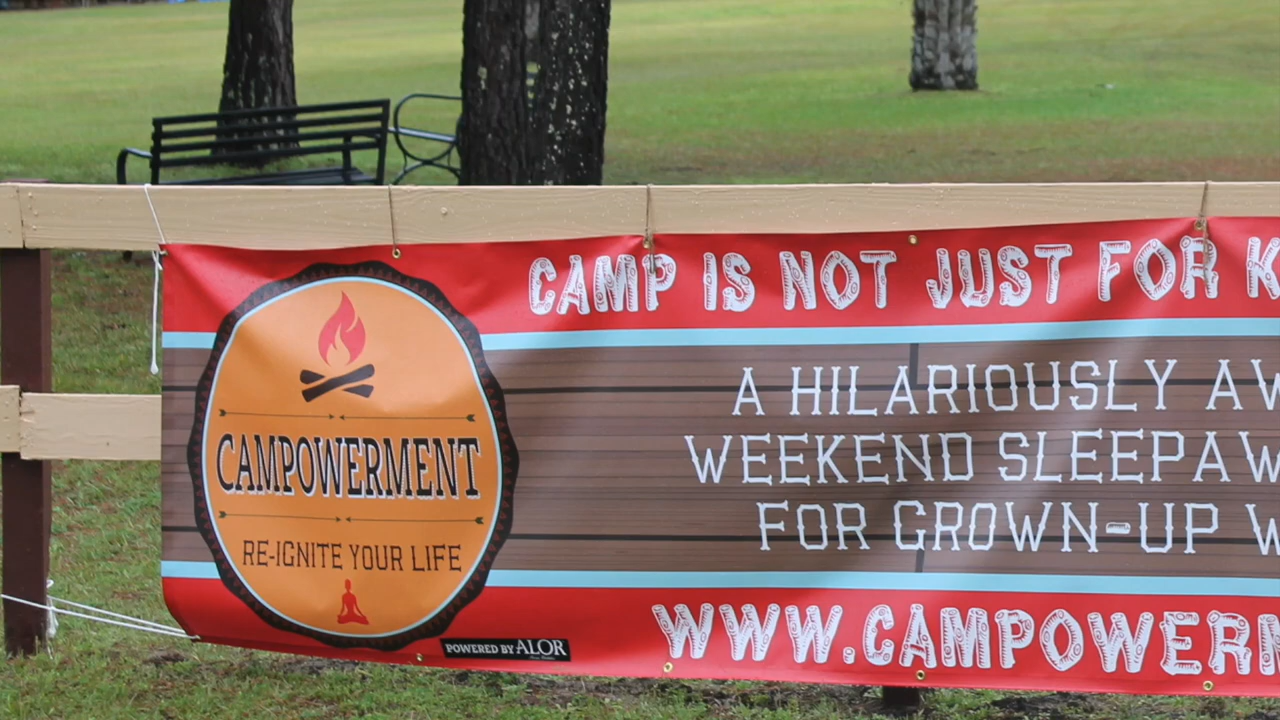 CAMP IS NOT JUST FOR K
A HILARIOUSLY AW
WEEKEND SLEEPAW
FOR GROWN-UP W
WWW.CAMPOWERM
CAMPOWERMENT
RE-IGNITE YOUR LIFE
POWERED BY ALOR